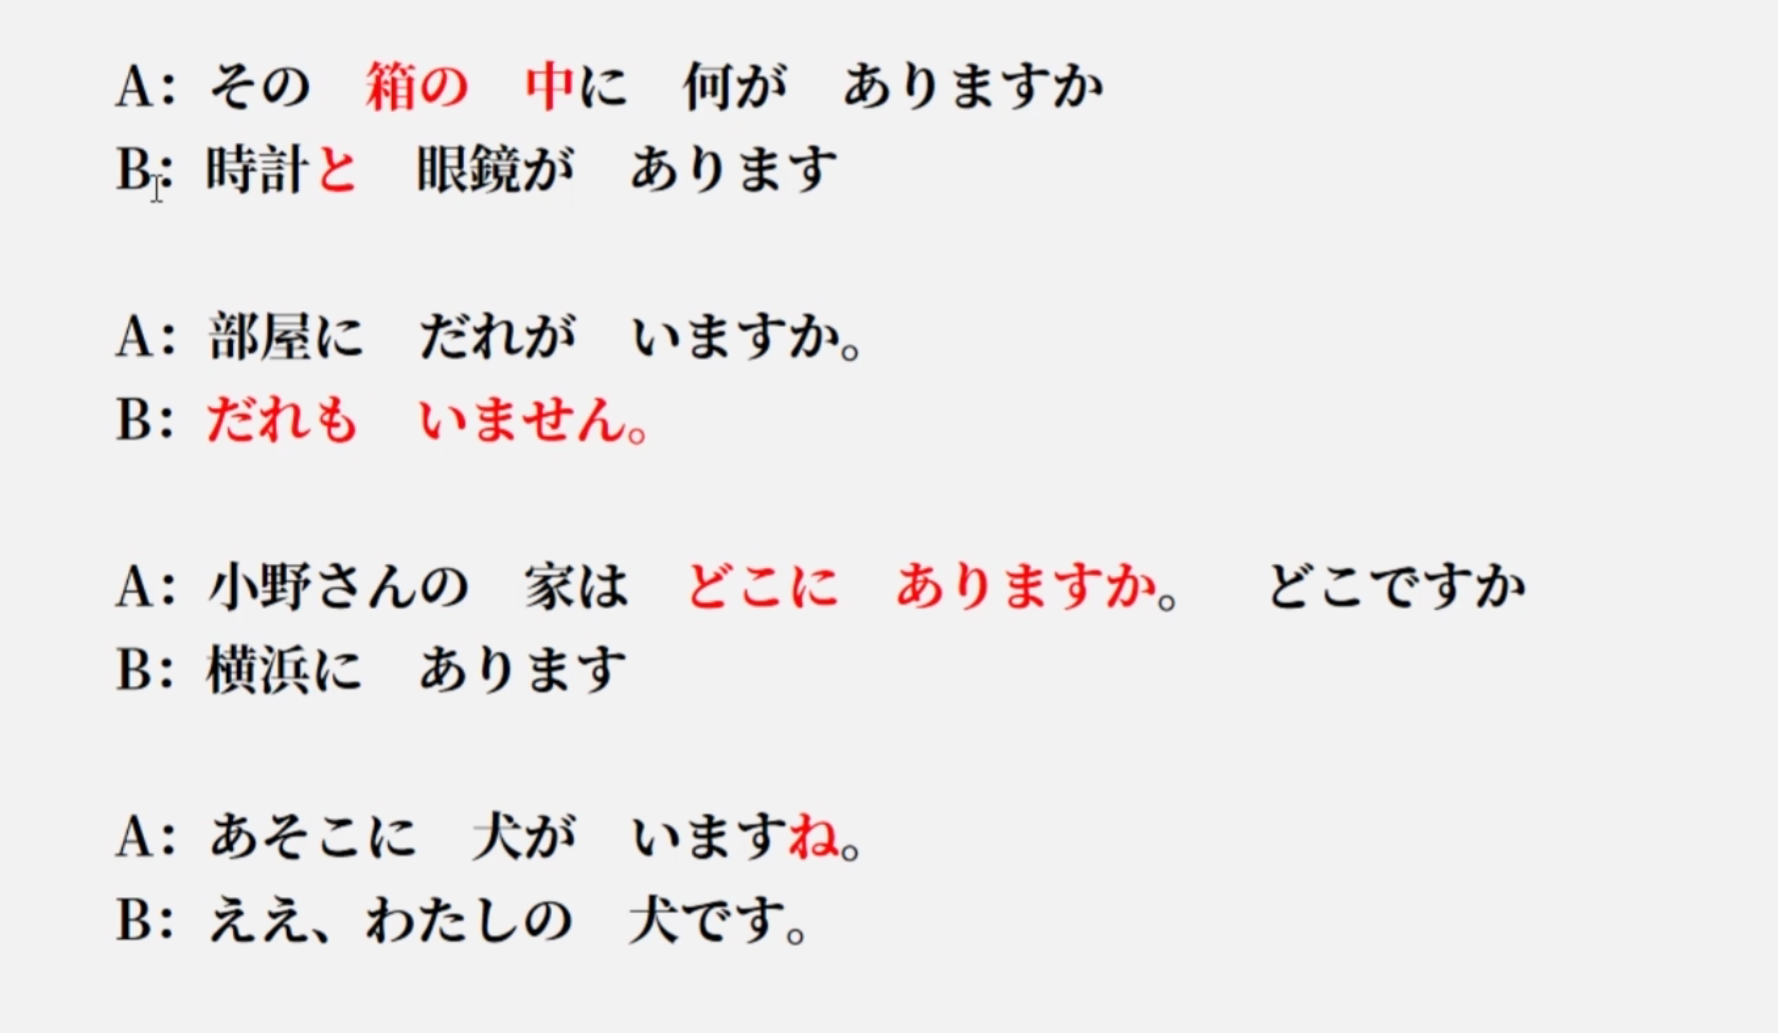 A: その　箱の　中に　何が　ありますか
B: 時計と　眼鏡が　あります
A: 部屋に　だれが　いますか。
B: だれも　いません。
A: 小野さんの　家は　どこに　ありますか。　どこですか
B: 横浜に　あります
A: あそこに　犬が　いますね。
B: ええ、わたしの　犬です。